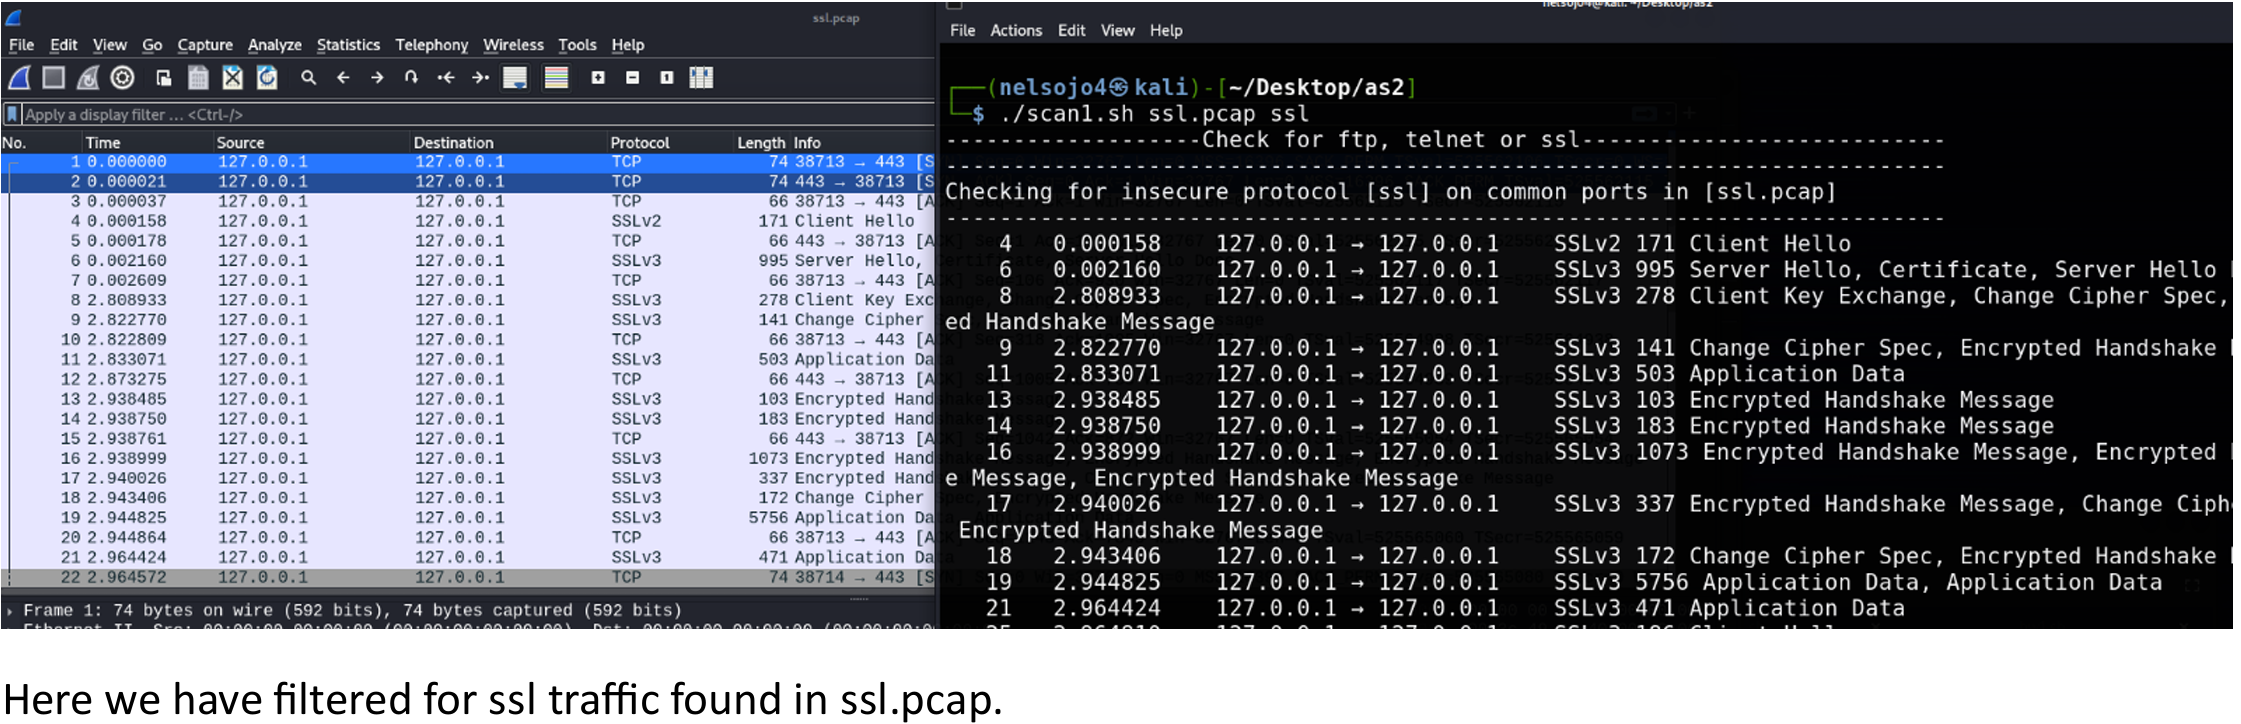 ssl.pcap
File Edit View Go Capture Analyze Statistics Telephony Wireless Tools Help
Apply a display filter ... <Ctrl-/>
No. Time Source Destination Protocol Length Info
1 0.000000 127.0.0.1 127.0.0.1 TCP 74 38713 → 443 [S
2 0.000021 127.0.0.1 127.0.0.1 TCP 74 443 → 38713 [S
3 0.000037 127.0.0.1 127.0.0.1 TCP 66 38713 → 443 [A
4 0.000158 127.0.0.1 127.0.0.1 SSLv2 171 Client Hello
5 0.000178 127.0.0.1 127.0.0.1 TCP 66 443 → 38713 [A
6 0.002160 127.0.0.1 127.0.0.1 SSLv3 995 Server Hello,
7 0.002609 127.0.0.1 127.0.0.1 TCP 66 38713 → 443 [A
8 2.808933 127.0.0.1 127.0.0.1 SSLv3 278 Client Key Exc
9 2.822770 127.0.0.1 127.0.0.1 SSLv3 141 Change Cipher
10 2.822809 127.0.0.1 127.0.0.1 TCP 66 38713 → 443 [A
11 2.833071 127.0.0.1 127.0.0.1 SSLv3 503 Application Da
12 2.873275 127.0.0.1 127.0.0.1 TCP 66 443 → 38713 [A
13 2.938485 127.0.0.1 127.0.0.1 SSLv3 103 Encrypted Hand
14 2.938750 127.0.0.1 127.0.0.1 SSLv3 183 Encrypted Hand
15 2.938761 127.0.0.1 127.0.0.1 TCP 66 443 → 38713 [A
16 2.938999 127.0.0.1 127.0.0.1 SSLv3 1073 Encrypted Hand
17 2.940026 127.0.0.1 127.0.0.1 SSLv3 337 Encrypted Hand
18 2.943406 127.0.0.1 127.0.0.1 SSLv3 172 Change Cipher
19 2.944825 127.0.0.1 127.0.0.1 SSLv3 5756 Application Da
20 2.944864 127.0.0.1 127.0.0.1 TCP 66 38713 → 443 [A
21 2.964424 127.0.0.1 127.0.0.1 SSLv3 471 Application Da
22 2.964572 127.0.0.1 127.0.0.1 TCP 74 38714 → 443 [S
Frame 1: 74 bytes on wire (592 bits), 74 bytes captured (592 bits)
nelsojo4@kali: ~/Desktop/as2
File Actions Edit View Help
(nelsojo4㉿kali)-[~/Desktop/as2]
$ ./scan1.sh ssl.pcap ssl
-------------------Check for ftp, telnet or ssl---------------------------
Checking for insecure protocol [ssl] on common ports in [ssl.pcap]
4 0.000158 127.0.0.1 → 127.0.0.1 SSLv2 171 Client Hello
6 0.002160 127.0.0.1 → 127.0.0.1 SSLv3 995 Server Hello, Certificate, Server Hello
8 2.808933 127.0.0.1 → 127.0.0.1 SSLv3 278 Client Key Exchange, Change Cipher Spec,
ed Handshake Message
9 2.822770 127.0.0.1 → 127.0.0.1 SSLv3 141 Change Cipher Spec, Encrypted Handshake
11 2.833071 127.0.0.1 → 127.0.0.1 SSLv3 503 Application Data
13 2.938485 127.0.0.1 → 127.0.0.1 SSLv3 103 Encrypted Handshake Message
14 2.938750 127.0.0.1 → 127.0.0.1 SSLv3 183 Encrypted Handshake Message
16 2.938999 127.0.0.1 → 127.0.0.1 SSLv3 1073 Encrypted Handshake Message, Encrypted
e Message, Encrypted Handshake Message
17 2.940026 127.0.0.1 → 127.0.0.1 SSLv3 337 Encrypted Handshake Message, Change Ciph
Encrypted Handshake Message
18 2.943406 127.0.0.1 → 127.0.0.1 SSLv3 172 Change Cipher Spec, Encrypted Handshake
19 2.944825 127.0.0.1 → 127.0.0.1 SSLv3 5756 Application Data, Application Data
21 2.964424 127.0.0.1 → 127.0.0.1 SSLv3 471 Application Data
Here we have filtered for ssl traffic found in ssl.pcap.